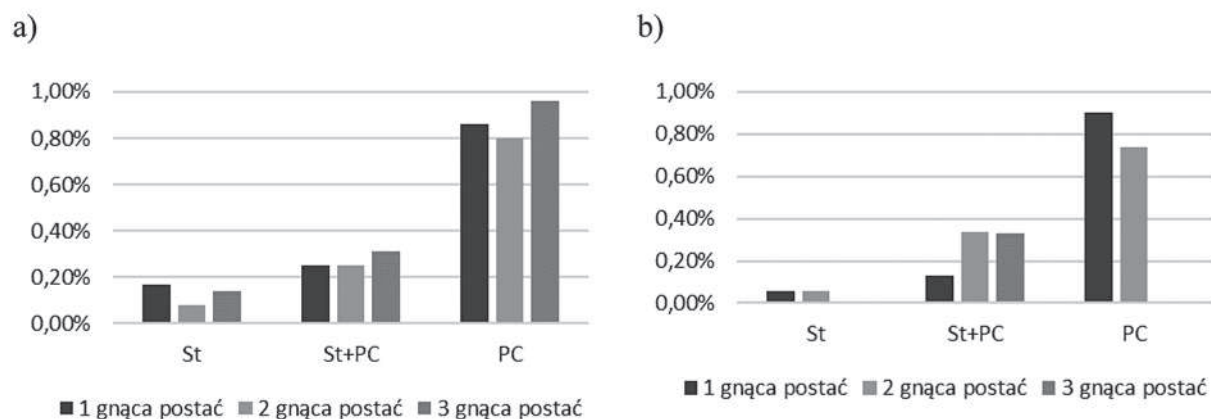 a)
1,00%
0,80%
0,60%
0,40%
0,20%
0,00%
St St+PC PC
1 gnąca postać 2 gnąca postać 3 gnąca postać
b)
1,00%
0,80%
0,60%
0,40%
0,20%
0,00%
St St+PC PC
1 gnąca postać 2 gnąca postać 3 gnąca postać